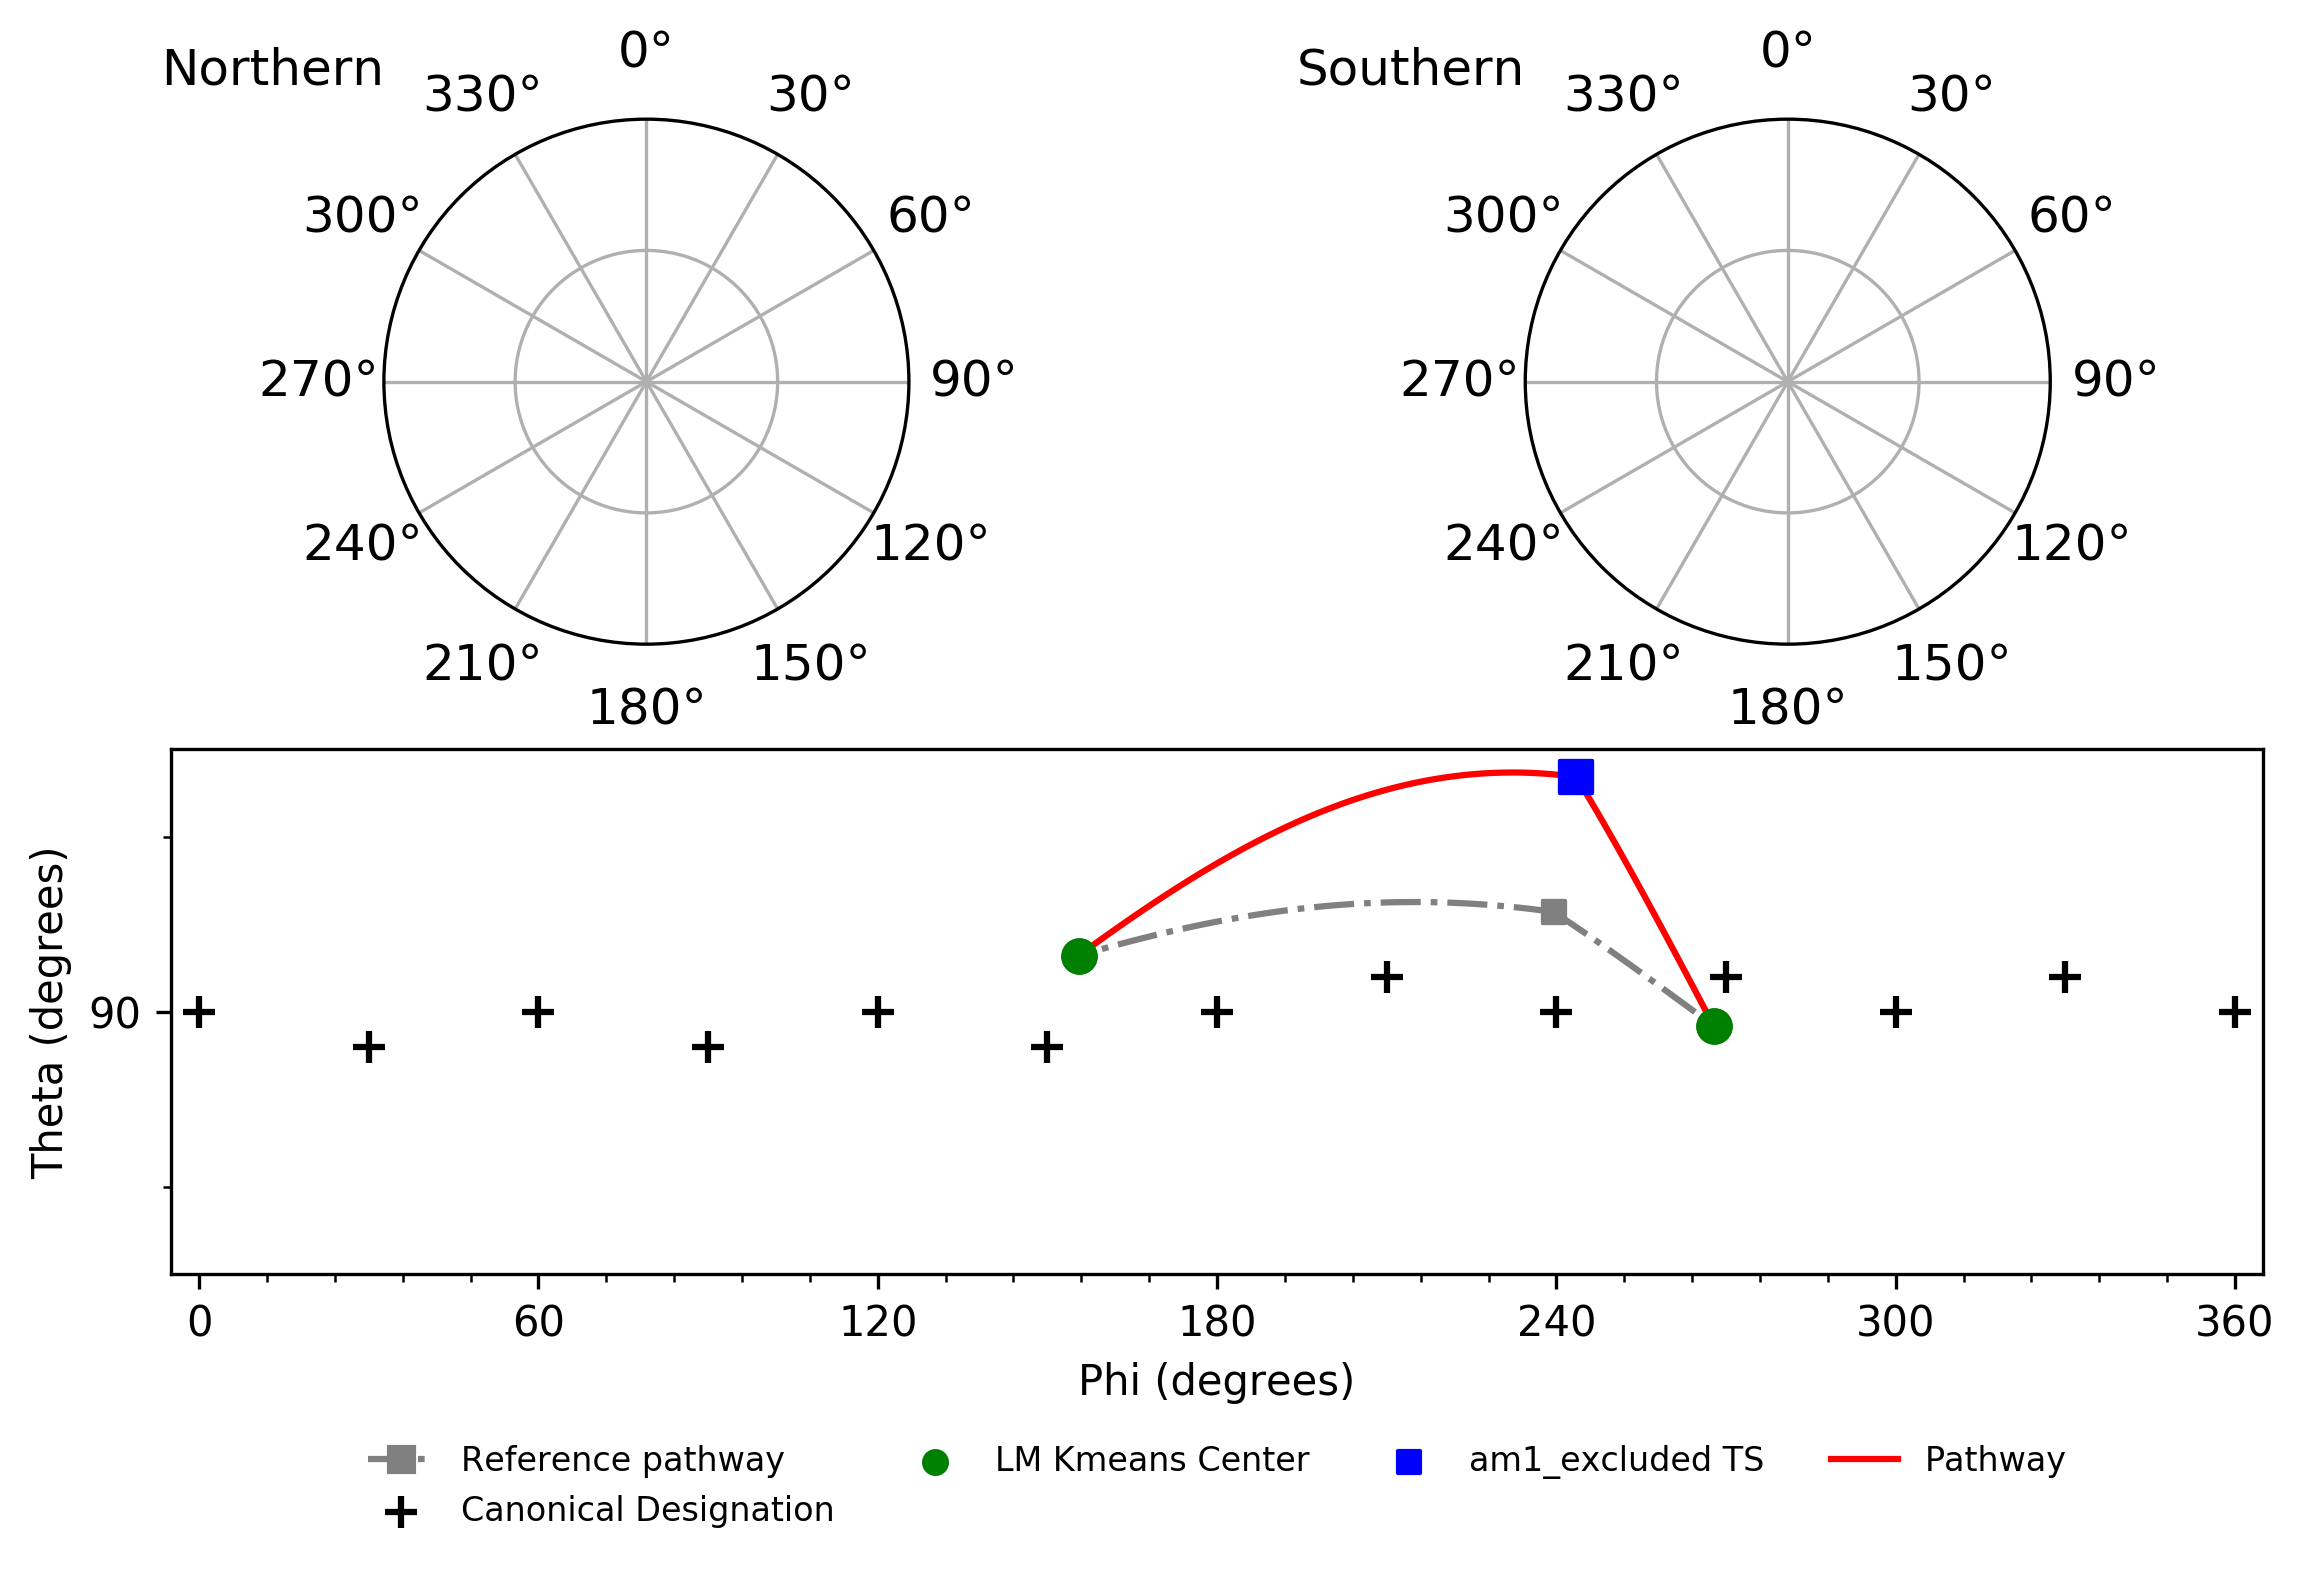 Northern
0°
30°
60°
90°
120°
150°
180°
210°
240°
270°
300°
330°
Southern
0°
30°
60°
90°
120°
150°
180°
210°
240°
270°
300°
330°
Theta (degrees)
90
0 60 120 180 240 300 360
Phi (degrees)
Reference pathway
Canonical Designation
LM Kmeans Center
am1_excluded TS
Pathway